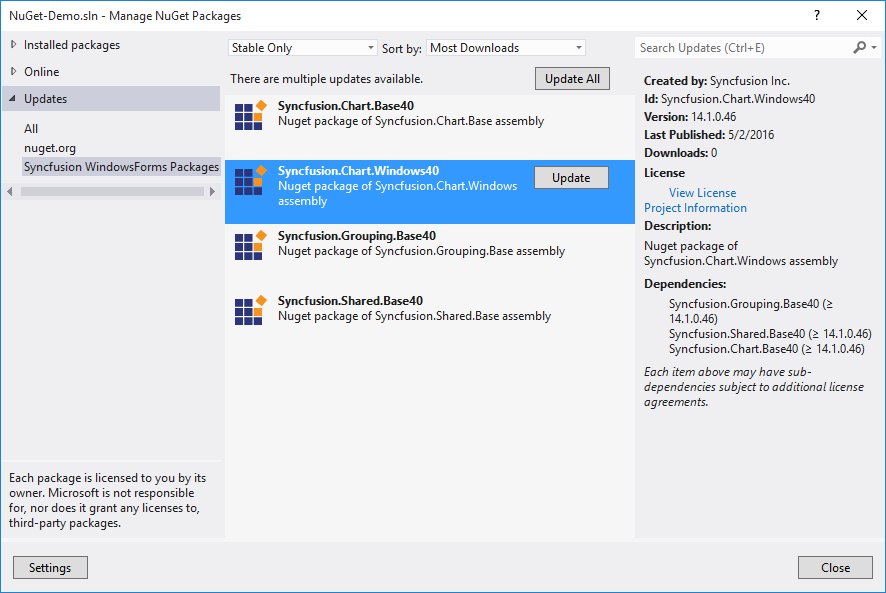 NuGet-Demo.sln - Manage NuGet Packages
?
Installed packages
Online
Updates
All
nuget.org
Syncfusion WindowsForms Packages
Each package is licensed to you by its
owner. Microsoft is not responsible
for, nor does it grant any licenses to,
third-party packages.
Settings
Stable Only
Sort by:
Most Downloads
There are multiple updates available.
Update All
Syncfusion.Chart.Base40
Nuget package of Syncfusion.Chart.Base assembly
Syncfusion.Chart.Windows40
Nuget package of Syncfusion.Chart.Windows
assembly
Update
Syncfusion.Grouping.Base40
Nuget package of Syncfusion.Grouping.Base assembly
Syncfusion.Shared.Base40
Nuget package of Syncfusion.Shared.Base assembly
Search Updates (Ctrl+E)
Created by: Syncfusion Inc.
Id: Syncfusion.Chart.Windows40
Version: 14.1.0.46
Last Published: 5/2/2016
Downloads: 0
License
View License
Project Information
Description:
Nuget package of
Syncfusion.Chart.Windows assembly
Dependencies:
Syncfusion.Grouping.Base40 (≥
14.1.0.46)
Syncfusion.Shared.Base40 (≥ 14.1.0.46)
Syncfusion.Chart.Base40 (≥ 14.1.0.46)
Each item above may have sub-
dependencies subject to additional license
agreements.
Close